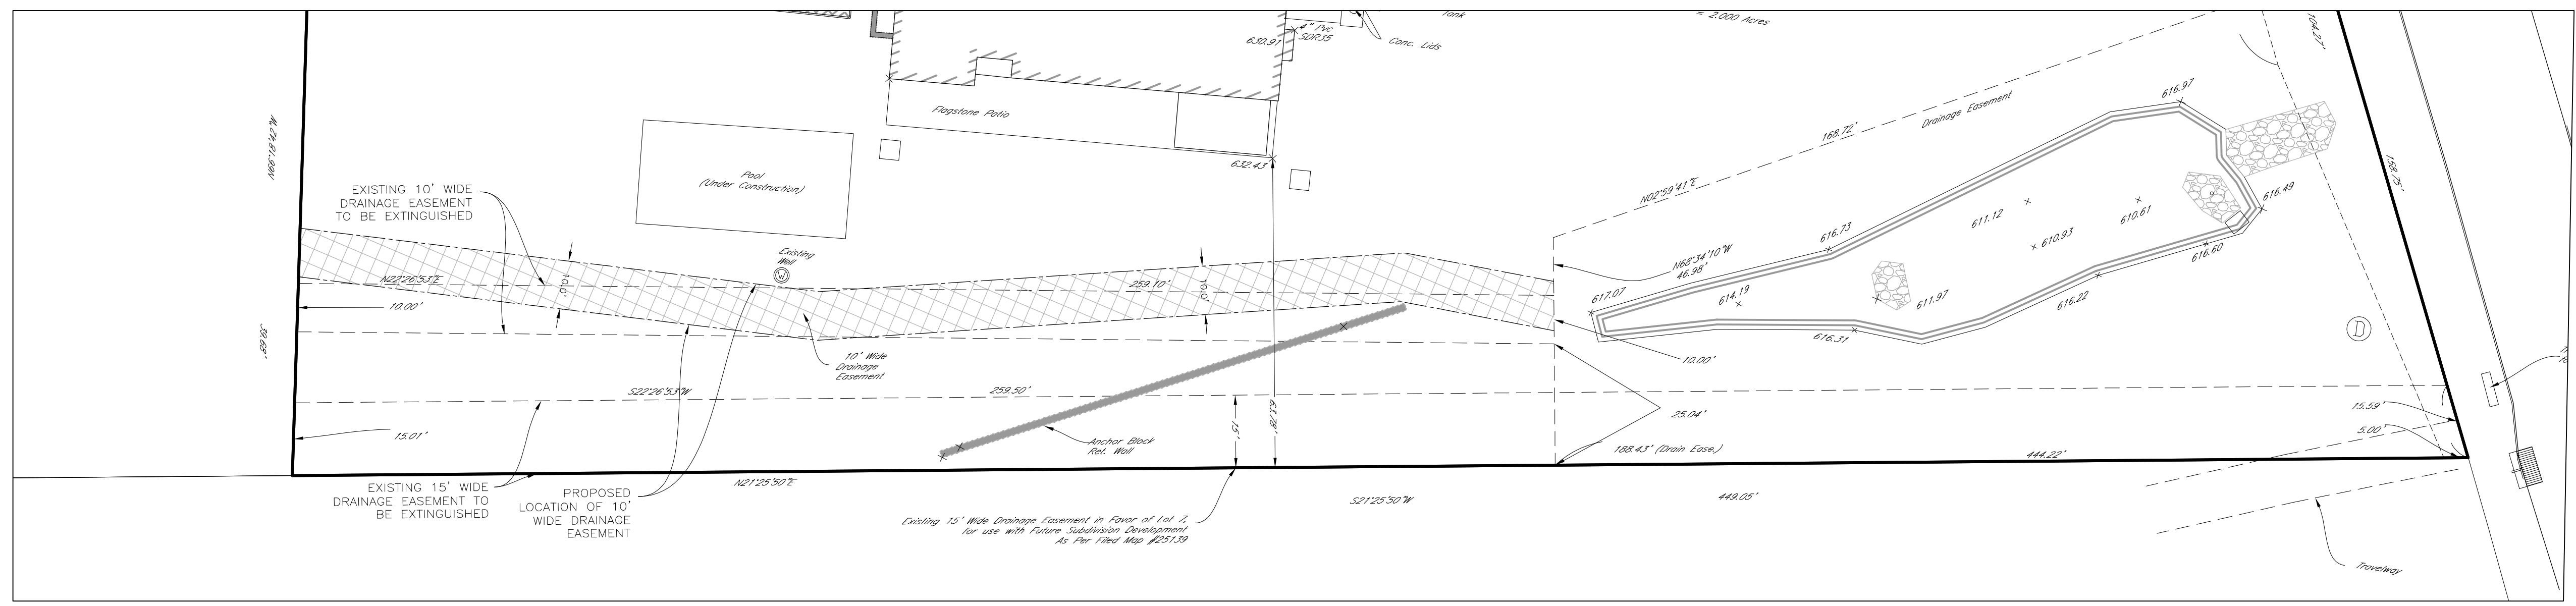 Tank
= 2.000 Acres
4" Pvc
SDR35
Conc. Lids
630.91
104.27'
Flagstone Patio
632.43
Pool
(Under Construction)
N66°18'47"W
39.69'
EXISTING 10' WIDE
DRAINAGE EASEMENT
TO BE EXTINGUISHED
Existing
Well
W
N22°26'53"E
10.0'
259.10'
10.0'
10.00'
10' Wide
Drainage
Easement
S22°26'53"W
259.50'
15.01'
Anchor Block
Ret. Wall
15'
63.78'
168.72'
Drainage Easement
N02°59'41"E
N68°34'10"W
46.98'
616.97
616.49
616.73
611.12
610.93
610.61
616.60
617.07
614.19
611.97
616.22
616.31
10.00'
25.04'
158.75'
D
15.59'
5.00'
188.43' (Drain Ease.)
444.22'
EXISTING 15' WIDE
DRAINAGE EASEMENT TO
BE EXTINGUISHED
PROPOSED
LOCATION OF 10'
WIDE DRAINAGE
EASEMENT
N21°25'50"E
Existing 15' Wide Drainage Easement in Favor of Lot 7,
for use with Future Subdivision Development
As Per Filed Map #25139
S21°25'50"W
449.05'
Travelway